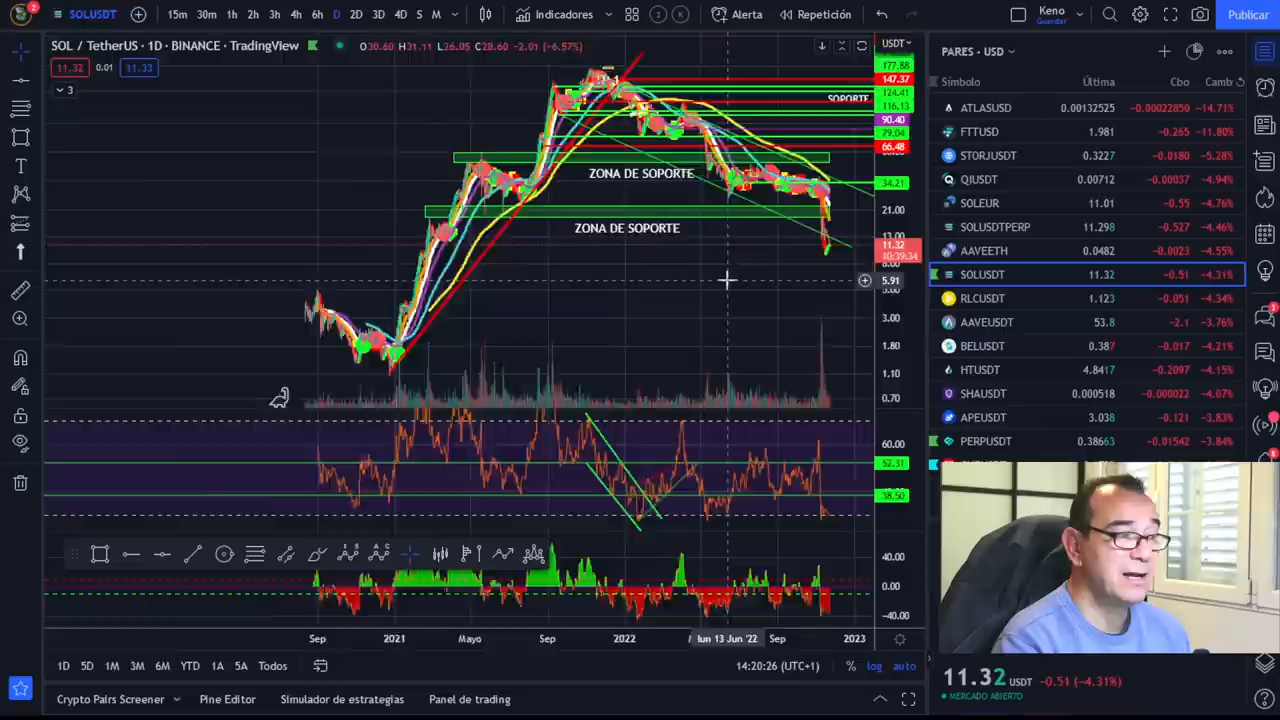 SOLUSDT
15m 30m 1h 2h 3h 4h 6h D 2D 3D 4D S M
Indicadores
Alerta
Repetición
Keno
Guardar
Publicar
SOL / TetherUS · 1D · BINANCE · TradingView
O30.60 H31.11 L26.05 C28.60 -2.01 (-6.57%)
USDT
11.32 0.01 11.33
3
177.88
147.37
124.41
116.13
90.40
79.04
66.48
34.21
21.00
13.00
11.32
10:39:34
8.00
5.91
3.00
1.80
1.10
0.70
60.00
52.31
38.50
40.00
0.00
-40.00
SOPORTE
ZONA DE SOPORTE
ZONA DE SOPORTE
Sep 2021 Mayo Sep 2022 lun 13 Jun '22 Sep 2023
1D 5D 1M 3M 6M YTD 1A 5A Todos
14:20:26 (UTC+1) % log auto
Crypto Pairs Screener Pine Editor Simulador de estrategias Panel de trading
PARES - USD
Símbolo Última Cbo Camb
ATLASUSD 0.00132525 -0.00022850 -14.71%
FTTUSD 1.981 -0.265 -11.80%
STORJUSDT 0.3227 -0.0180 -5.28%
QIUSDT 0.00712 -0.00037 -4.94%
SOLEUR 11.01 -0.55 -4.76%
SOLUSDTPERP 11.298 -0.527 -4.46%
AAVEETH 0.0482 -0.0023 -4.55%
SOLUSDT 11.32 -0.51 -4.31%
RLCUSDT 1.123 -0.051 -4.34%
AAVEUSDT 53.8 -2.1 -3.76%
BELUSDT 0.387 -0.017 -4.21%
HTUSDT 4.8417 -0.2097 -4.15%
SHAUSDT 0.000518 -0.000022 -4.07%
APEUSDT 3.038 -0.121 -3.83%
PERPUSDT 0.38663 -0.01542 -3.84%
11.32 USDT -0.51 (-4.31%)
MERCADO ABIERTO